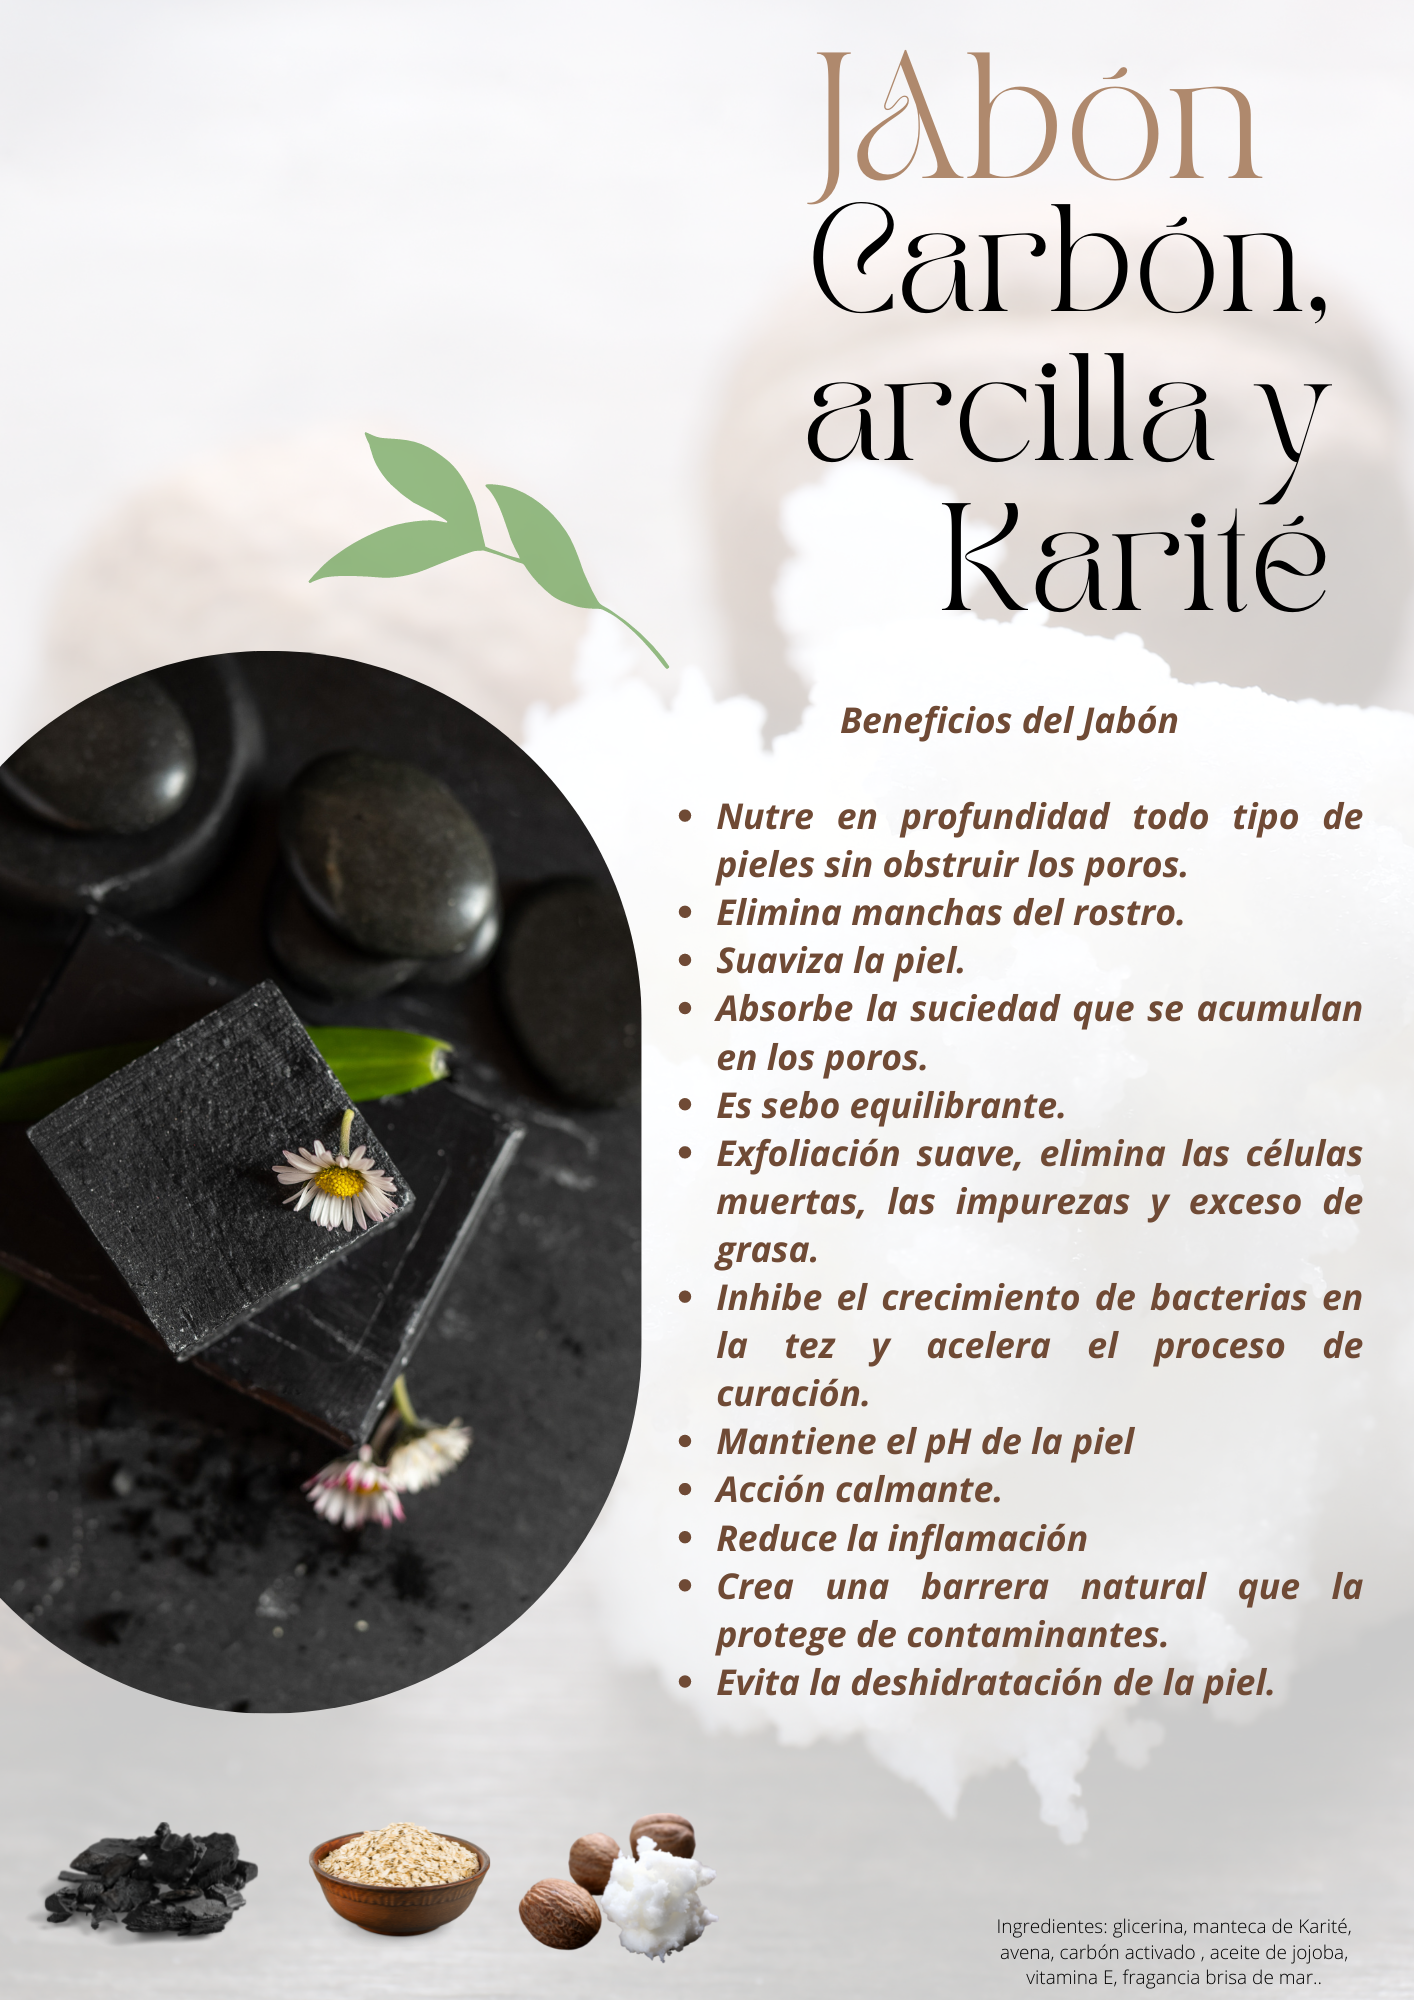 JAbón
Carbón,
arcilla y
Karité
Beneficios del Jabón
• Nutre en profundidad todo tipo de
pieles sin obstruir los poros.
• Elimina manchas del rostro.
• Suaviza la piel.
• Absorbe la suciedad que se acumulan
en los poros.
• Es sebo equilibrante.
• Exfoliación suave, elimina las células
muertas, las impurezas y exceso de
grasa.
• Inhibe el crecimiento de bacterias en
la tez y acelera el proceso de
curación.
• Mantiene el pH de la piel
• Acción calmante.
• Reduce la inflamación
• Crea una barrera natural que la
protege de contaminantes.
• Evita la deshidratación de la piel.
Ingredientes: glicerina, manteca de Karité,
avena, carbón activado , aceite de jojoba,
vitamina E, fragancia brisa de mar..